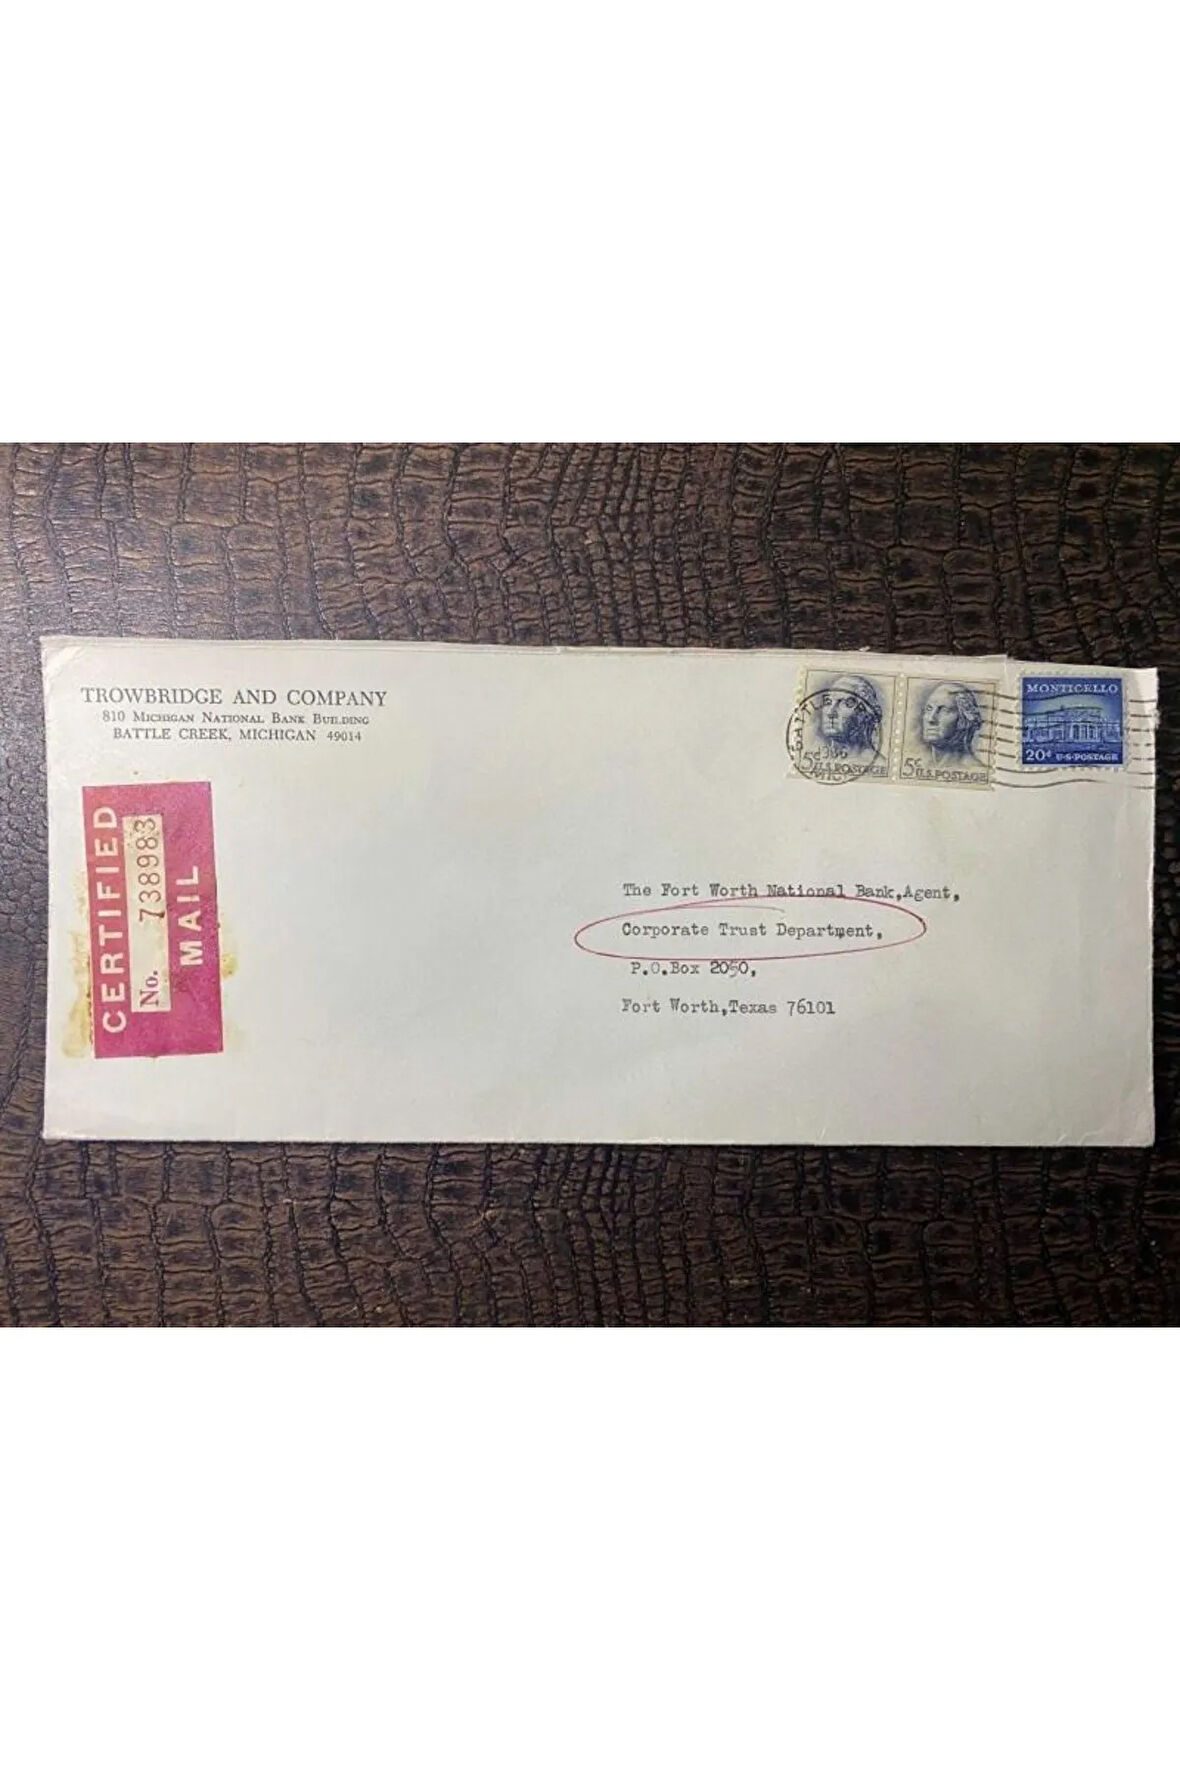 TROWBRIDGE AND COMPANY
810 MICHIGAN NATIONAL BANK BUILDING
BATTLE CREEK, MICHIGAN 49014
5c U.S.POSTAGE
5c U.S.POSTAGE
MONTICELLO
20c U·S·POSTAGE
CERTIFIED
No. 738983
MAIL
The Fort Worth National Bank,Agent,
Corporate Trust Department,
P.O.Box 2050,
Fort Worth,Texas 76101